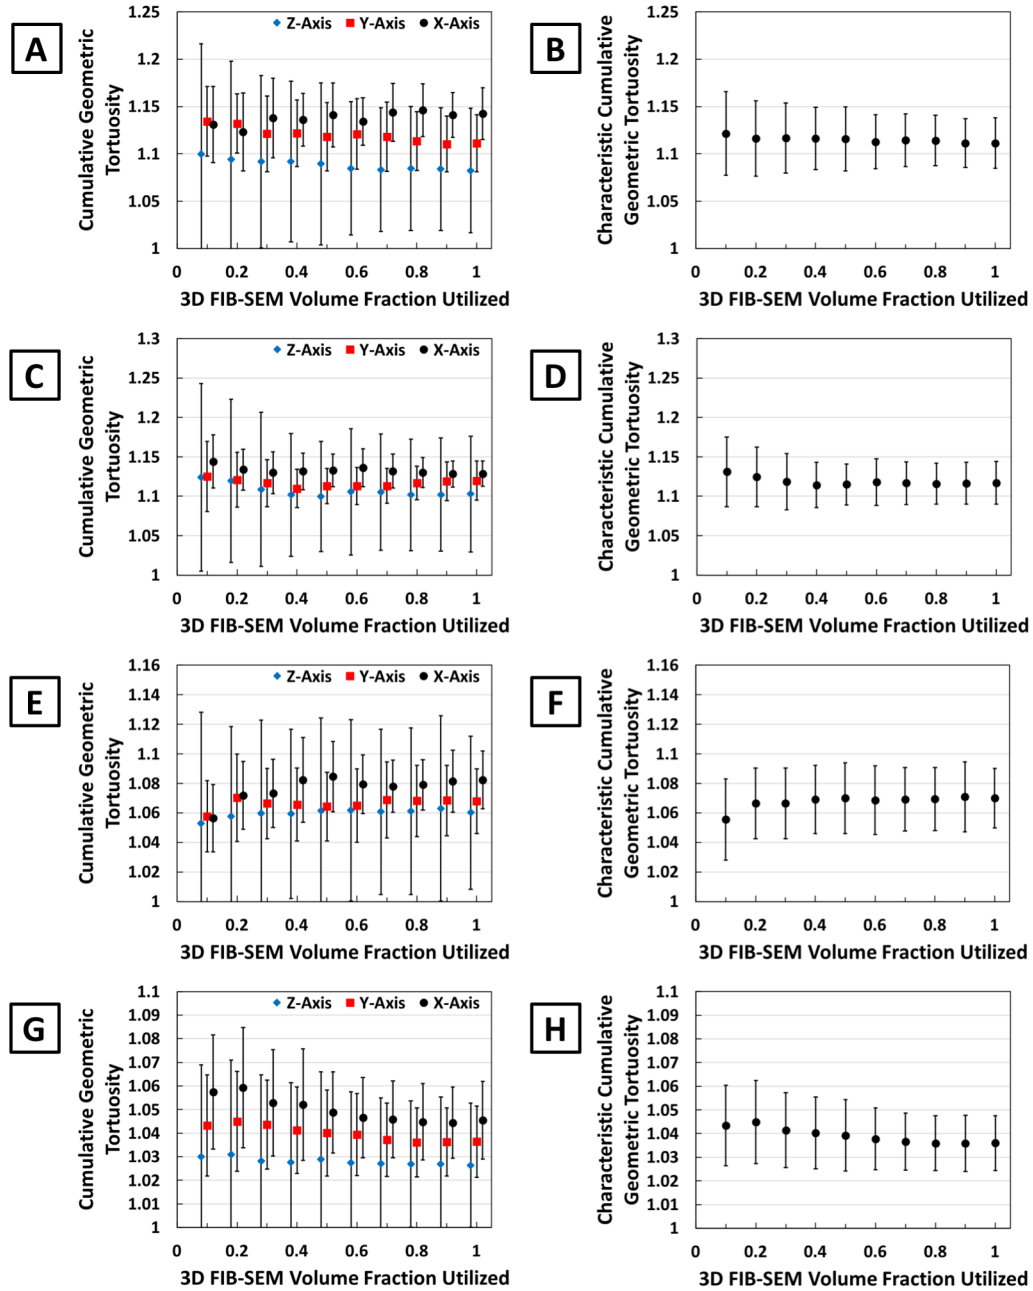 A
Cumulative Geometric
Tortuosity
Z-Axis Y-Axis X-Axis
1.25
1.2
1.15
1.1
1.05
1
0 0.2 0.4 0.6 0.8 1
3D FIB-SEM Volume Fraction Utilized
B
Characteristic Cumulative
Geometric Tortuosity
1.25
1.2
1.15
1.1
1.05
1
0 0.2 0.4 0.6 0.8 1
3D FIB-SEM Volume Fraction Utilized
C
Cumulative Geometric
Tortuosity
Z-Axis Y-Axis X-Axis
1.3
1.25
1.2
1.15
1.1
1.05
1
0 0.2 0.4 0.6 0.8 1
3D FIB-SEM Volume Fraction Utilized
D
Characteristic Cumulative
Geometric Tortuosity
1.3
1.25
1.2
1.15
1.1
1.05
1
0 0.2 0.4 0.6 0.8 1
3D FIB-SEM Volume Fraction Utilized
E
Cumulative Geometric
Tortuosity
Z-Axis Y-Axis X-Axis
1.16
1.14
1.12
1.1
1.08
1.06
1.04
1.02
1
0 0.2 0.4 0.6 0.8 1
3D FIB-SEM Volume Fraction Utilized
F
Characteristic Cumulative
Geometric Tortuosity
1.16
1.14
1.12
1.1
1.08
1.06
1.04
1.02
1
0 0.2 0.4 0.6 0.8 1
3D FIB-SEM Volume Fraction Utilized
G
Cumulative Geometric
Tortuosity
Z-Axis Y-Axis X-Axis
1.1
1.09
1.08
1.07
1.06
1.05
1.04
1.03
1.02
1.01
1
0 0.2 0.4 0.6 0.8 1
3D FIB-SEM Volume Fraction Utilized
H
Characteristic Cumulative
Geometric Tortuosity
1.1
1.09
1.08
1.07
1.06
1.05
1.04
1.03
1.02
1.01
1
0 0.2 0.4 0.6 0.8 1
3D FIB-SEM Volume Fraction Utilized